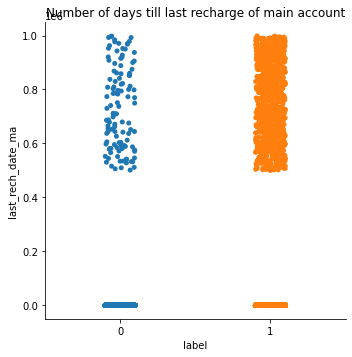 Number of days till last recharge of main account
1e6
1.0
0.8
0.6
0.4
0.2
0.0
last_rech_date_ma
0 1
label